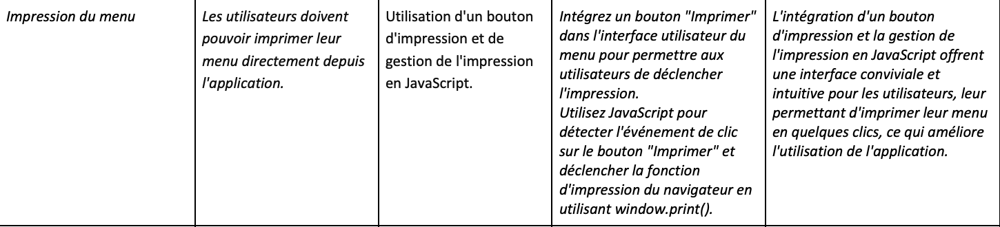 Impression du menu
Les utilisateurs doivent
pouvoir imprimer leur
menu directement depuis
l'application.
Utilisation d'un bouton
d'impression et de
gestion de l'impression
en JavaScript.
Intégrez un bouton "Imprimer"
dans l'interface utilisateur du
menu pour permettre aux
utilisateurs de déclencher
l'impression.
Utilisez JavaScript pour
détecter l'événement de clic
sur le bouton "Imprimer" et
déclencher la fonction
d'impression du navigateur en
utilisant window.print().
L'intégration d'un bouton
d'impression et la gestion de
l'impression en JavaScript offrent
une interface conviviale et
intuitive pour les utilisateurs, leur
permettant d'imprimer leur menu
en quelques clics, ce qui améliore
l'utilisation de l'application.